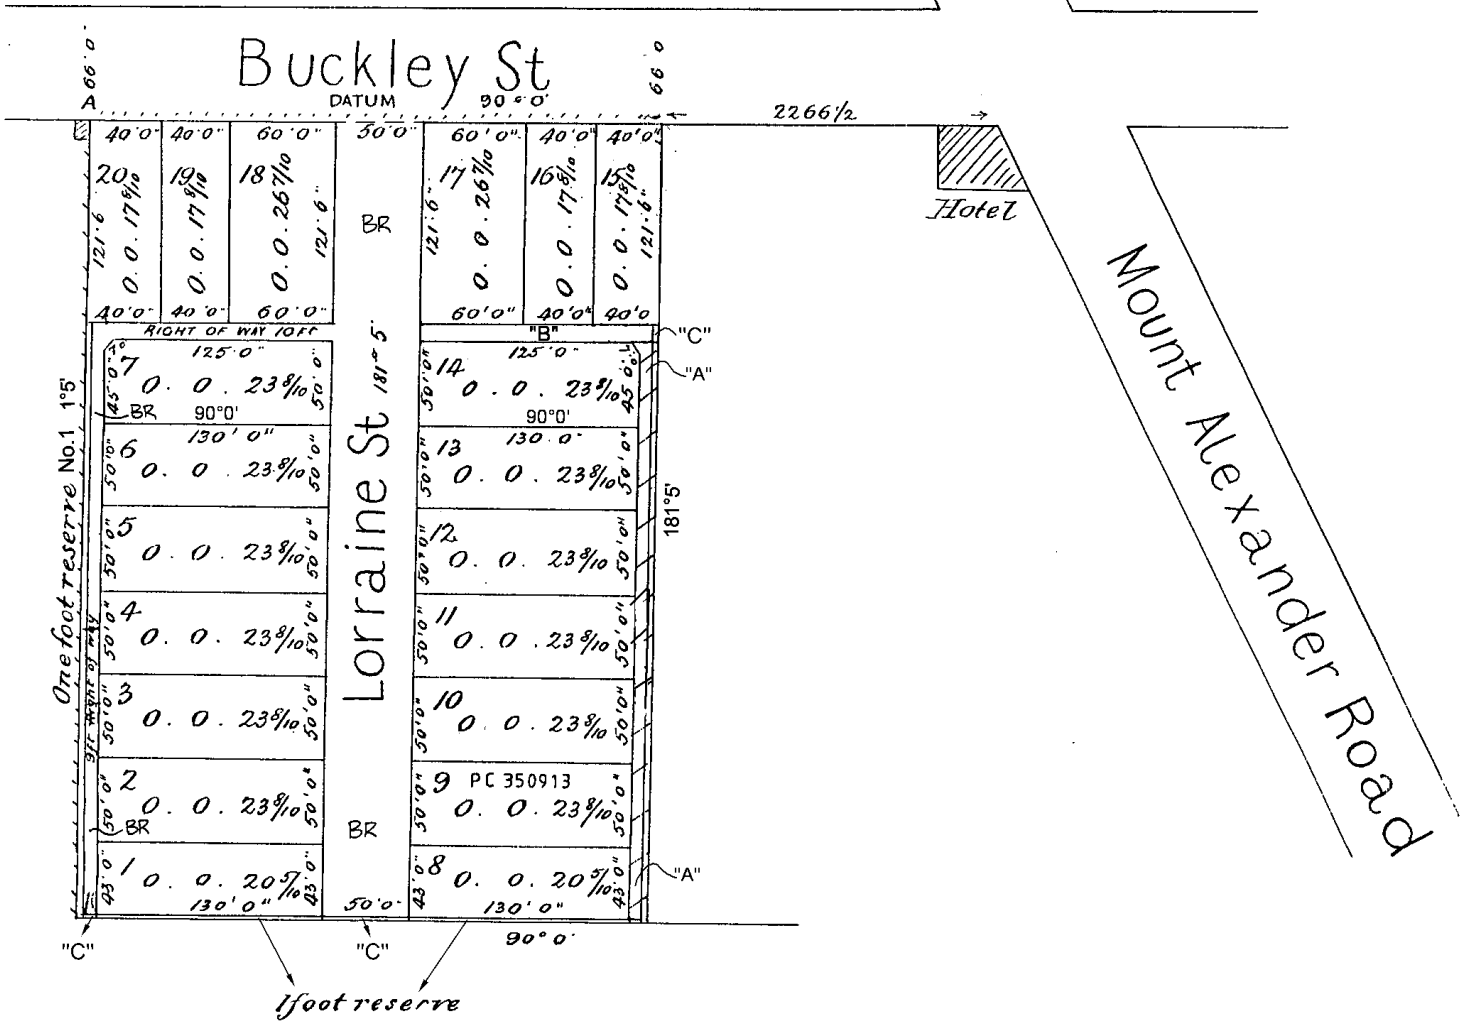 66'0"
Buckley St
66 0
A
DATUM
90°0'
2266½
40'0" 40'0" 60'0" 50'0" 60'0" 40'0" 40'0"
20 19 18 17 16 15
121'6 0.0.17 8/10
0.0.17 8/10
0.0.26 7/10 121'6"
BR
121'6" 0.0.26 7/10
0.0.17 8/10
0.0.17 8/10 121'6"
Hotel
40'0" 40'0" 60'0" 60'0" 40'0" 40'0
RIGHT OF WAY 10FT
"B"
"C"
"A"
125'0"
7
0. 0. 23 8/10
45'0" 50'0"
BR
90°0'
125'0"
14
0. 0. 23 8/10
50'0" 45'0"
90°0'
130'0"
6
0. 0. 23 8/10
50'0" 50'0"
130'0"
13
0. 0. 23 8/10
50'0" 50'0"
5
0. 0. 23 8/10
50'0" 50'0"
12
0. 0. 23 8/10
50'0" 50'0"
4
0. 0. 23 8/10
50'0" 50'0"
11
0. 0. 23 8/10
50'0" 50'0"
3
0. 0. 23 8/10
50'0" 50'0"
10
0. 0. 23 8/10
50'0" 50'0"
2
0. 0. 23 8/10
50'0" 50'0"
BR
BR
9 PC 350913
0. 0. 23 8/10
50'0" 50'0"
1
0. 0. 20 5/10
43'0" 43'0"
130'0"
50'0"
8
0. 0. 20 5/10
43'0" 43'0"
130'0"
"A"
One foot reserve No.1 1°5'
9ft Right of way
Lorraine St 181°5'
181°5'
Mount Alexander Road
"C"
"C"
90°0'
1foot reserve